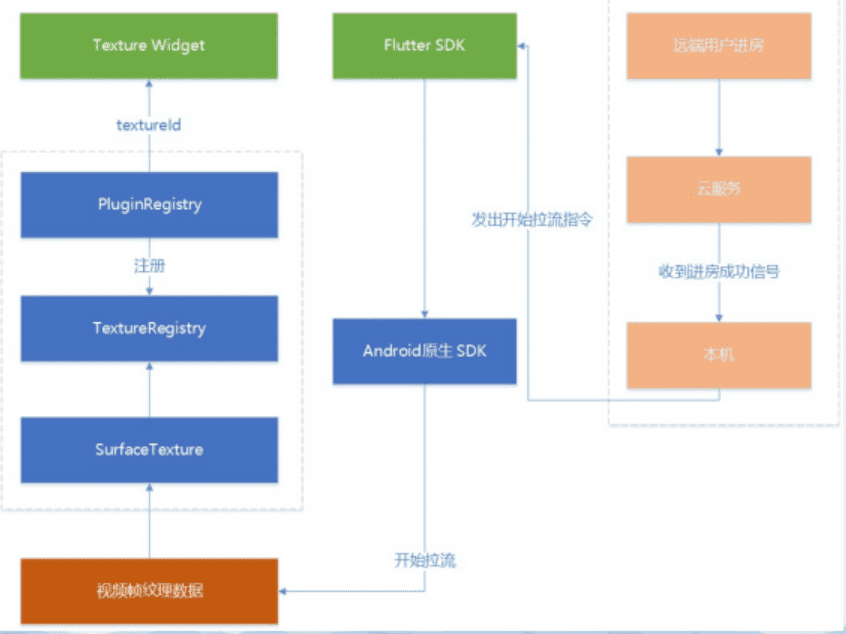 Texture Widget
Flutter SDK
远端用户进房
textureId
云服务
PluginRegistry
发出开始拉流指令
注册
收到进房成功信号
TextureRegistry
Android原生 SDK
本机
SurfaceTexture
开始拉流
视频帧纹理数据